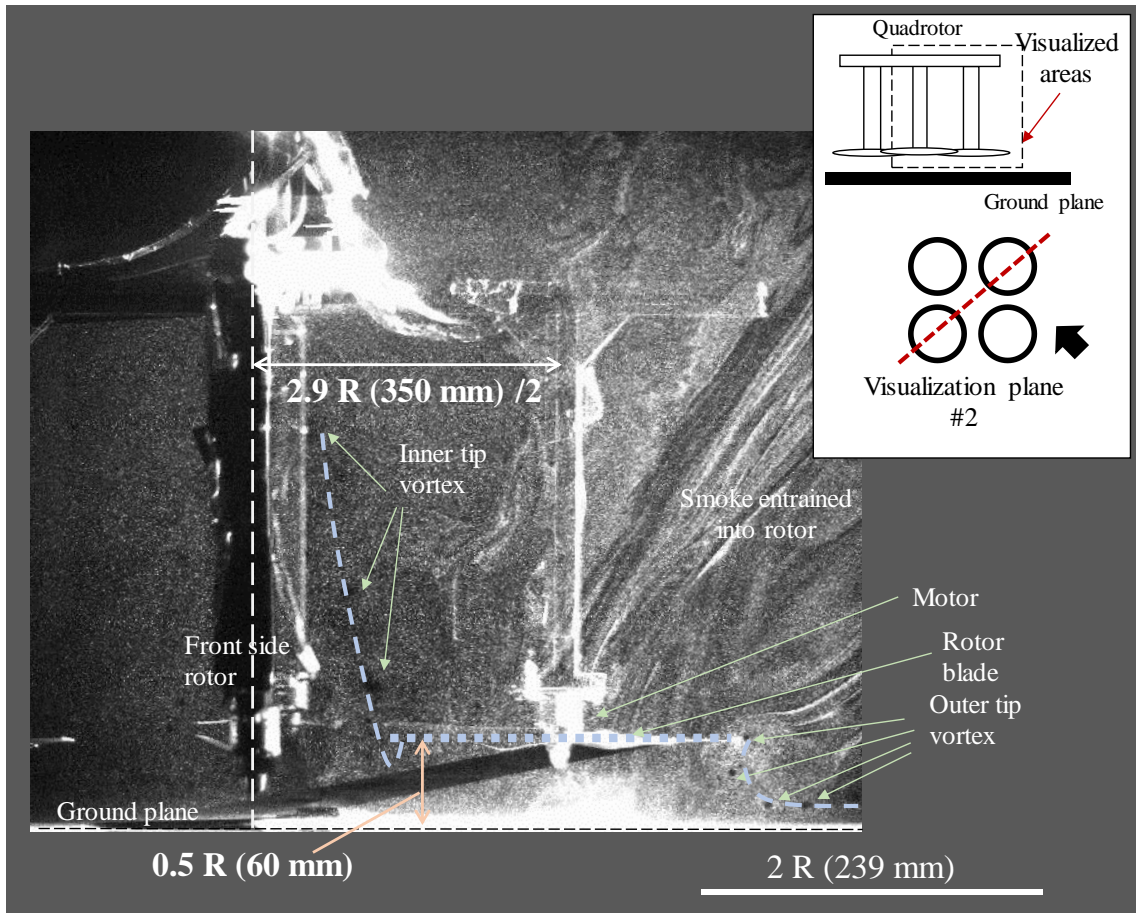 Quadrotor
Visualized
areas
Ground plane
Visualization plane
#2
2.9 R (350 mm) /2
Inner tip
vortex
Smoke entrained
into rotor
Motor
Front side
rotor
Rotor
blade
Outer tip
vortex
Ground plane
0.5 R (60 mm)
2 R (239 mm)